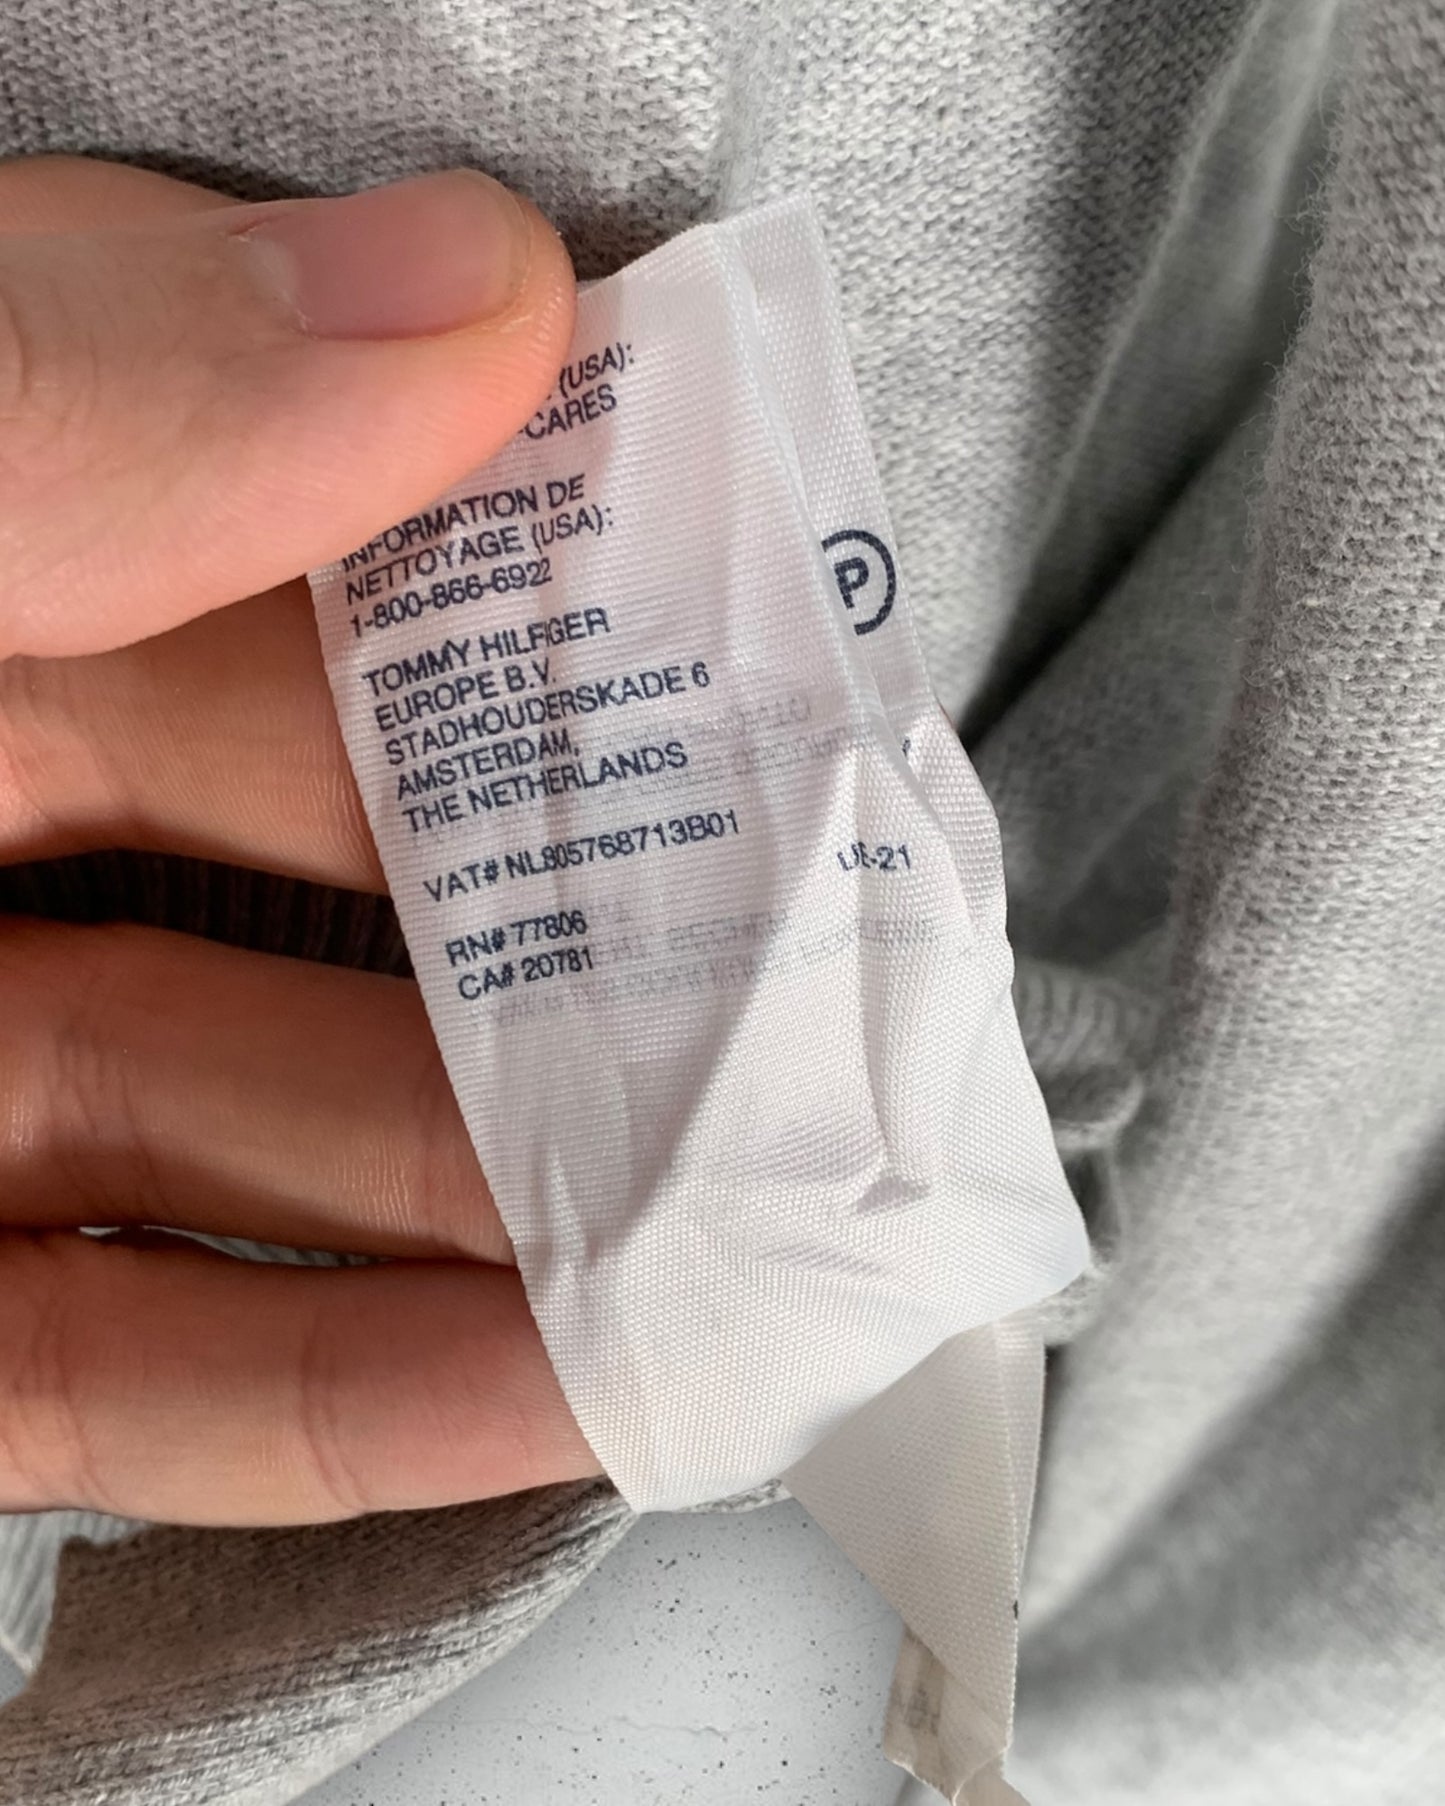 (USA):
-CARES
INFORMATION DE
NETTOYAGE (USA):
1-800-866-6922
TOMMY HILFIGER
EUROPE B.V.
STADHOUDERSKADE 6
AMSTERDAM,
THE NETHERLANDS
VAT# NL805768713B01
RN# 77806
CA# 20781
P